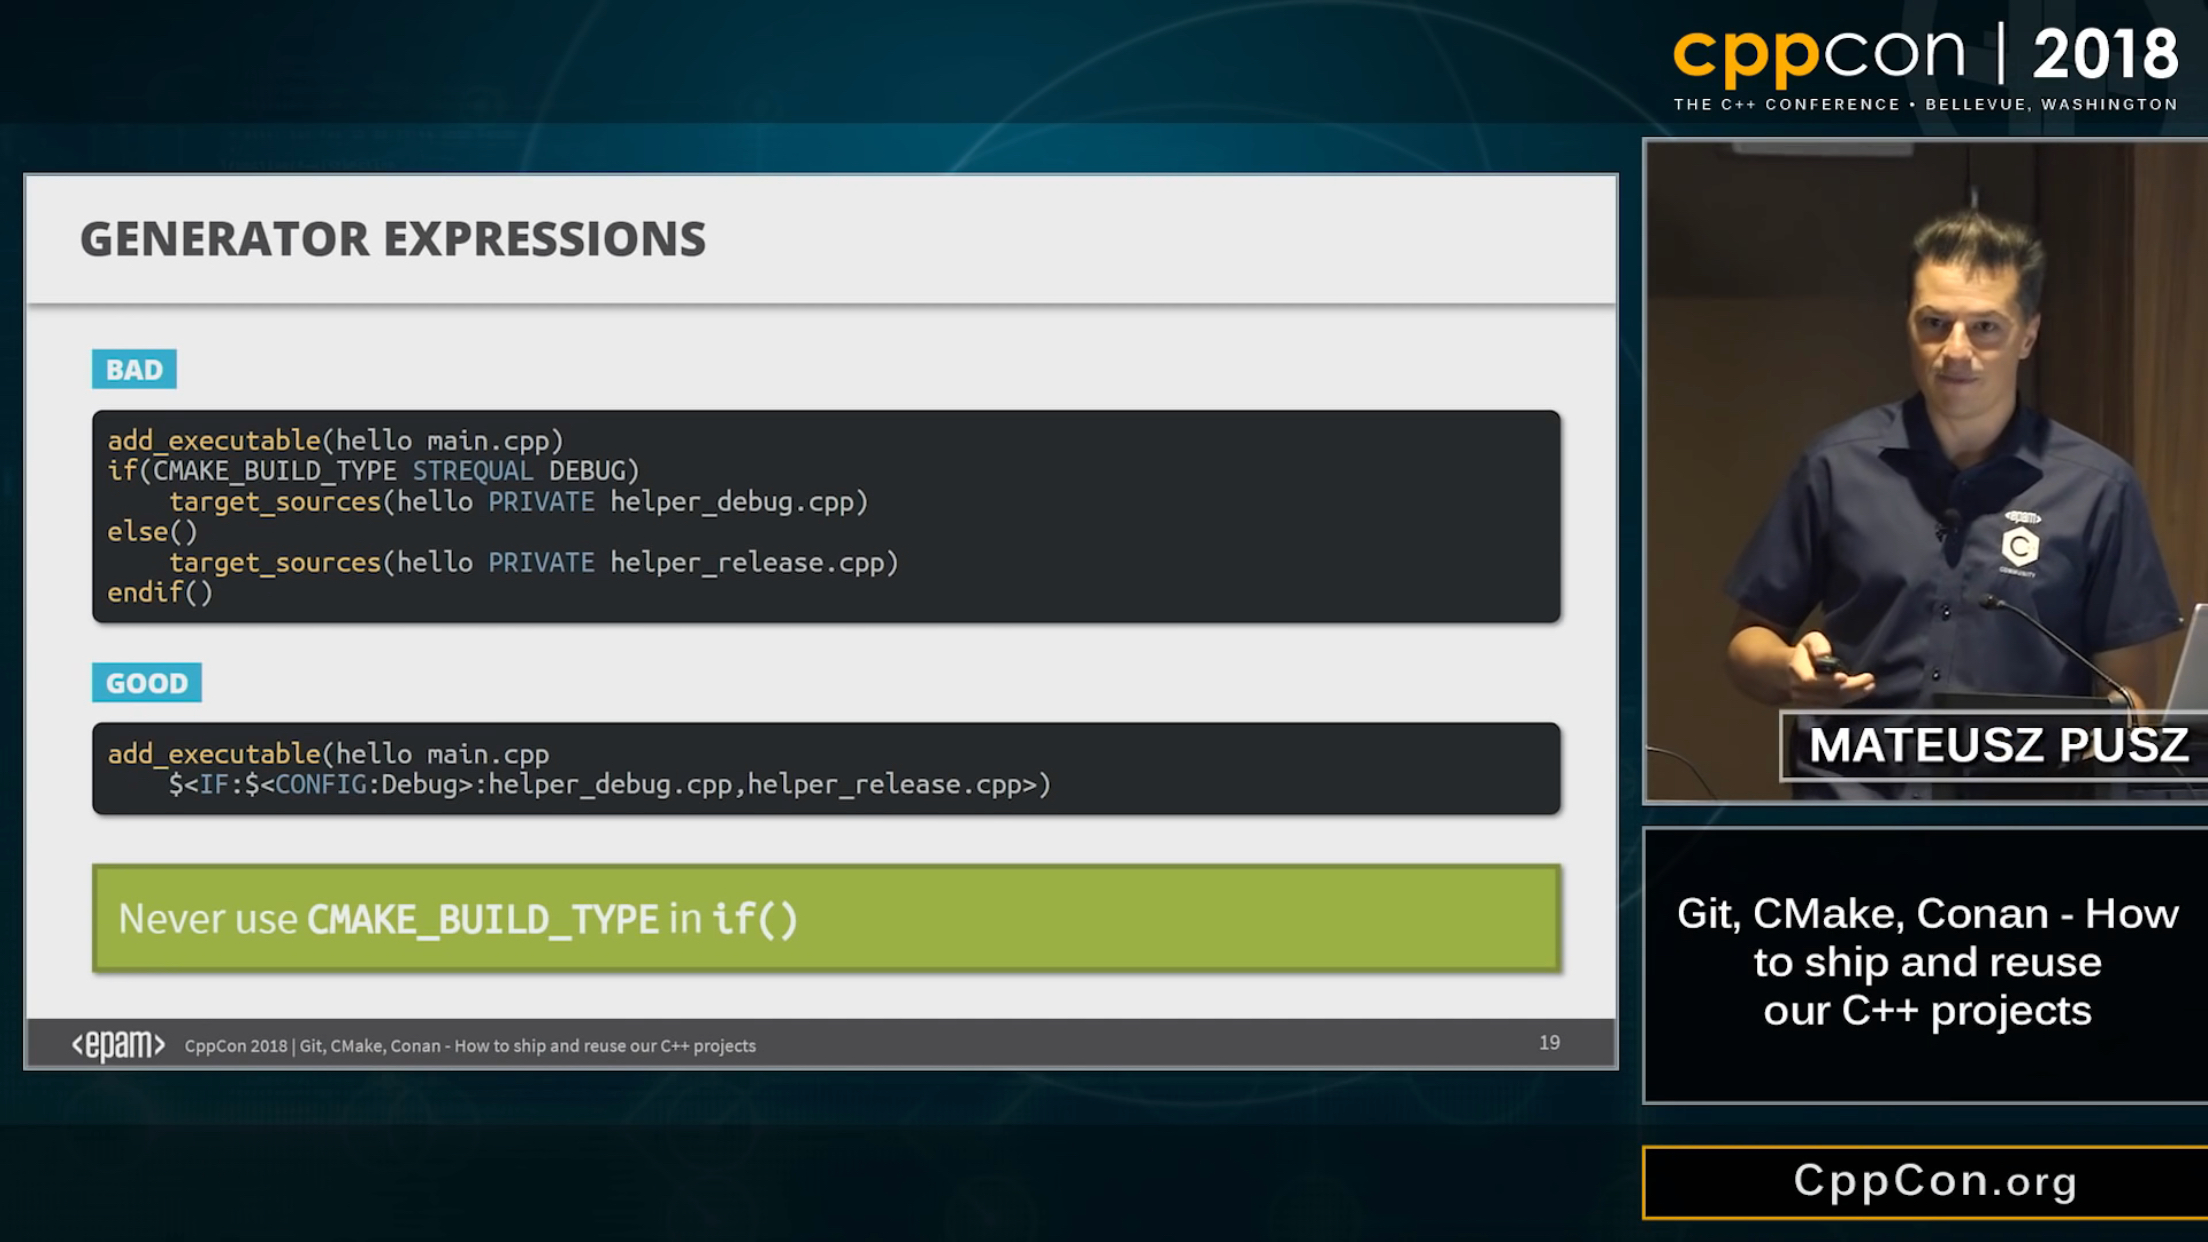 cppcon | 2018
THE C++ CONFERENCE • BELLEVUE, WASHINGTON
GENERATOR EXPRESSIONS
BAD
add_executable(hello main.cpp)
if(CMAKE_BUILD_TYPE STREQUAL DEBUG)
    target_sources(hello PRIVATE helper_debug.cpp)
else()
    target_sources(hello PRIVATE helper_release.cpp)
endif()
GOOD
add_executable(hello main.cpp
    $<IF:$<CONFIG:Debug>:helper_debug.cpp,helper_release.cpp>)
Never use CMAKE_BUILD_TYPE in if()
<epam>
CppCon 2018 | Git, CMake, Conan - How to ship and reuse our C++ projects
19
<epam>
C
COMMUNITY
MATEUSZ PUSZ
Git, CMake, Conan - How
to ship and reuse
our C++ projects
CppCon.org